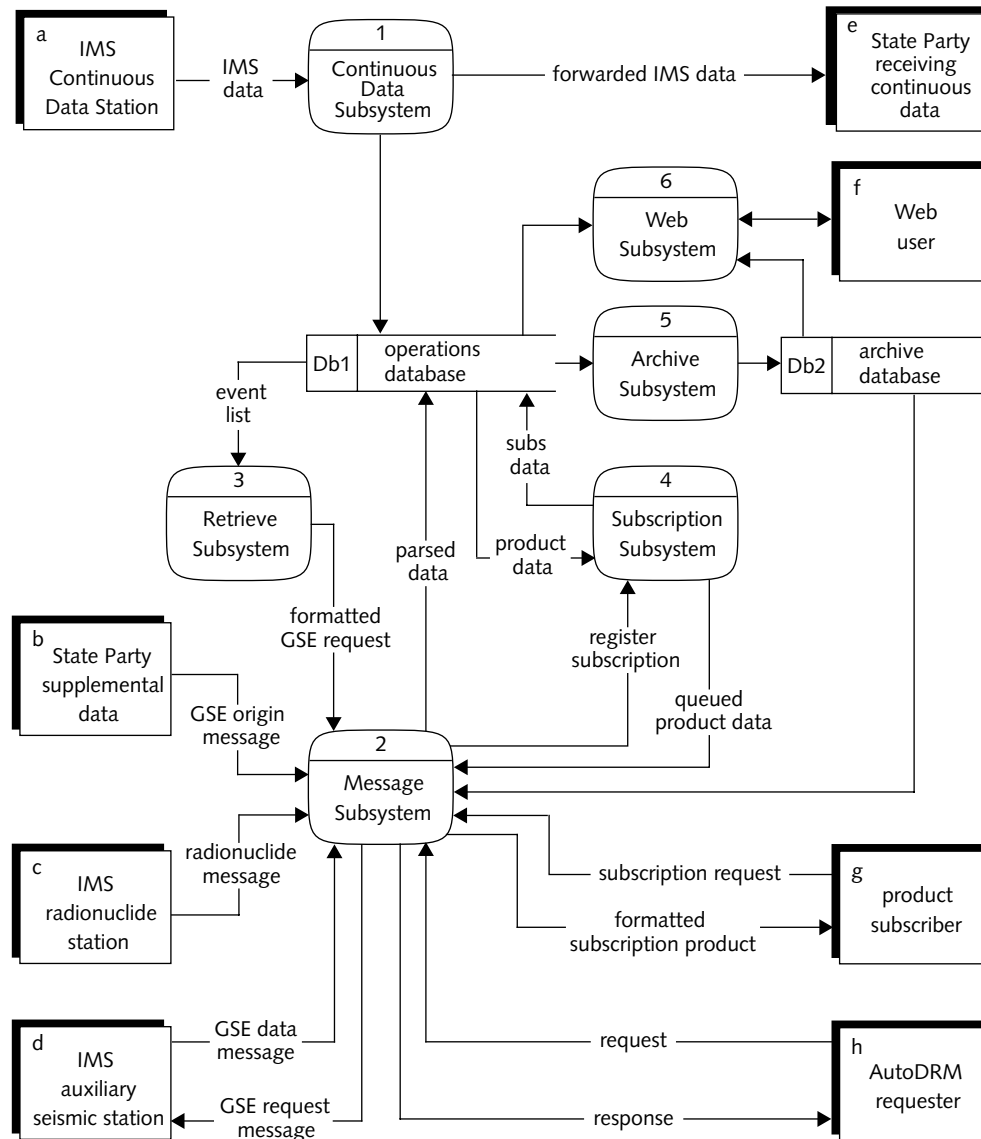 a
IMS
Continuous
Data Station
IMS
data
1
Continuous
Data
Subsystem
forwarded IMS data
e
State Party
receiving
continuous
data
6
Web
Subsystem
f
Web
user
Db1
operations
database
5
Archive
Subsystem
Db2
archive
database
event
list
3
Retrieve
Subsystem
subs
data
4
Subscription
Subsystem
parsed
data
product
data
formatted
GSE request
register
subscription
queued
product data
b
State Party
supplemental
data
GSE origin
message
2
Message
Subsystem
radionuclide
message
c
IMS
radionuclide
station
subscription request
formatted
subscription product
g
product
subscriber
d
IMS
auxiliary
seismic station
GSE data
message
GSE request
message
request
response
h
AutoDRM
requester